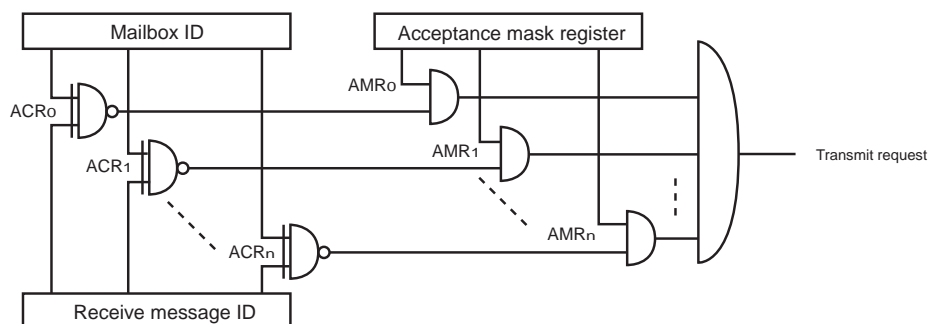 Mailbox ID
Acceptance mask register
AMR0
ACR0
AMR1
ACR1
Transmit request
AMRn
ACRn
Receive message ID